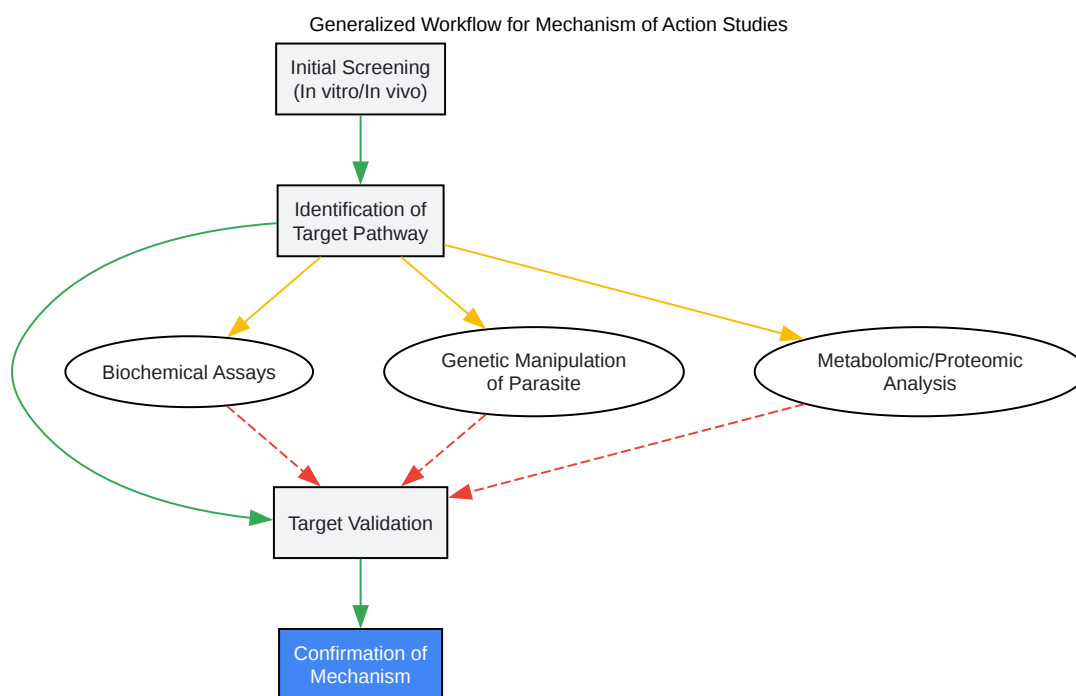 Generalized Workflow for Mechanism of Action Studies
Initial Screening
(In vitro/In vivo)
Identification of
Target Pathway
Biochemical Assays
Genetic Manipulation
of Parasite
Metabolomic/Proteomic
Analysis
Target Validation
Confirmation of
Mechanism